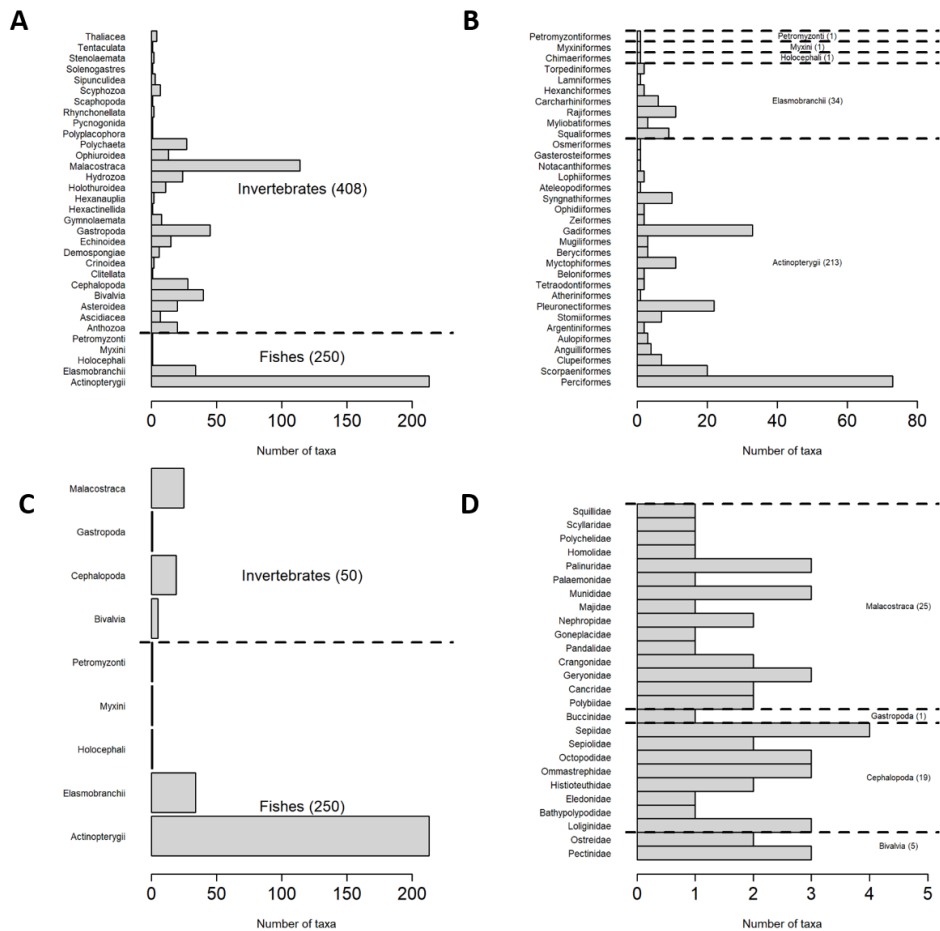 A
Thaliacea
Tentaculata
Stenolaemata
Solenogastres
Sipunculidea
Scyphozoa
Scaphopoda
Rhynchonellata
Pycnogonida
Polyplacophora
Polychaeta
Ophiuroidea
Malacostraca
Hydrozoa
Holothuroidea
Hexanauplia
Hexactinellida
Gymnolaemata
Gastropoda
Echinoidea
Demospongiae
Crinoidea
Clitellata
Cephalopoda
Bivalvia
Asteroidea
Ascidiacea
Anthozoa
Petromyzonti
Myxini
Holocephali
Elasmobranchii
Actinopterygii
Invertebrates (408)
Fishes (250)
0 50 100 150 200
Number of taxa
B
Petromyzontiformes
Myxiniformes
Chimaeriformes
Torpediniformes
Lamniformes
Hexanchiformes
Carcharhiniformes
Rajiformes
Myliobatiformes
Squaliformes
Osmeriformes
Gasterosteiformes
Notacanthiformes
Lophiiformes
Ateleopodiformes
Syngnathiformes
Ophidiiformes
Zeiformes
Gadiformes
Mugiliformes
Beryciformes
Myctophiformes
Beloniformes
Tetraodontiformes
Atheriniformes
Pleuronectiformes
Stomiiformes
Argentiniformes
Aulopiformes
Anguilliformes
Clupeiformes
Scorpaeniformes
Perciformes
Petromyzonti (1)
Myxini (1)
Holocephali (1)
Elasmobranchii (34)
Actinopterygii (213)
0 20 40 60 80
Number of taxa
C
Malacostraca
Gastropoda
Cephalopoda
Bivalvia
Petromyzonti
Myxini
Holocephali
Elasmobranchii
Actinopterygii
Invertebrates (50)
Fishes (250)
0 50 100 150 200
Number of taxa
D
Squillidae
Scyllaridae
Polychelidae
Homolidae
Palinuridae
Palaemonidae
Munididae
Majidae
Nephropidae
Goneplacidae
Pandalidae
Crangonidae
Geryonidae
Cancridae
Polybiidae
Buccinidae
Sepiidae
Sepiolidae
Octopodidae
Ommastrephidae
Histioteuthidae
Eledonidae
Bathypolypodidae
Loliginidae
Ostreidae
Pectinidae
Malacostraca (25)
Gastropoda (1)
Cephalopoda (19)
Bivalvia (5)
0 1 2 3 4 5
Number of taxa